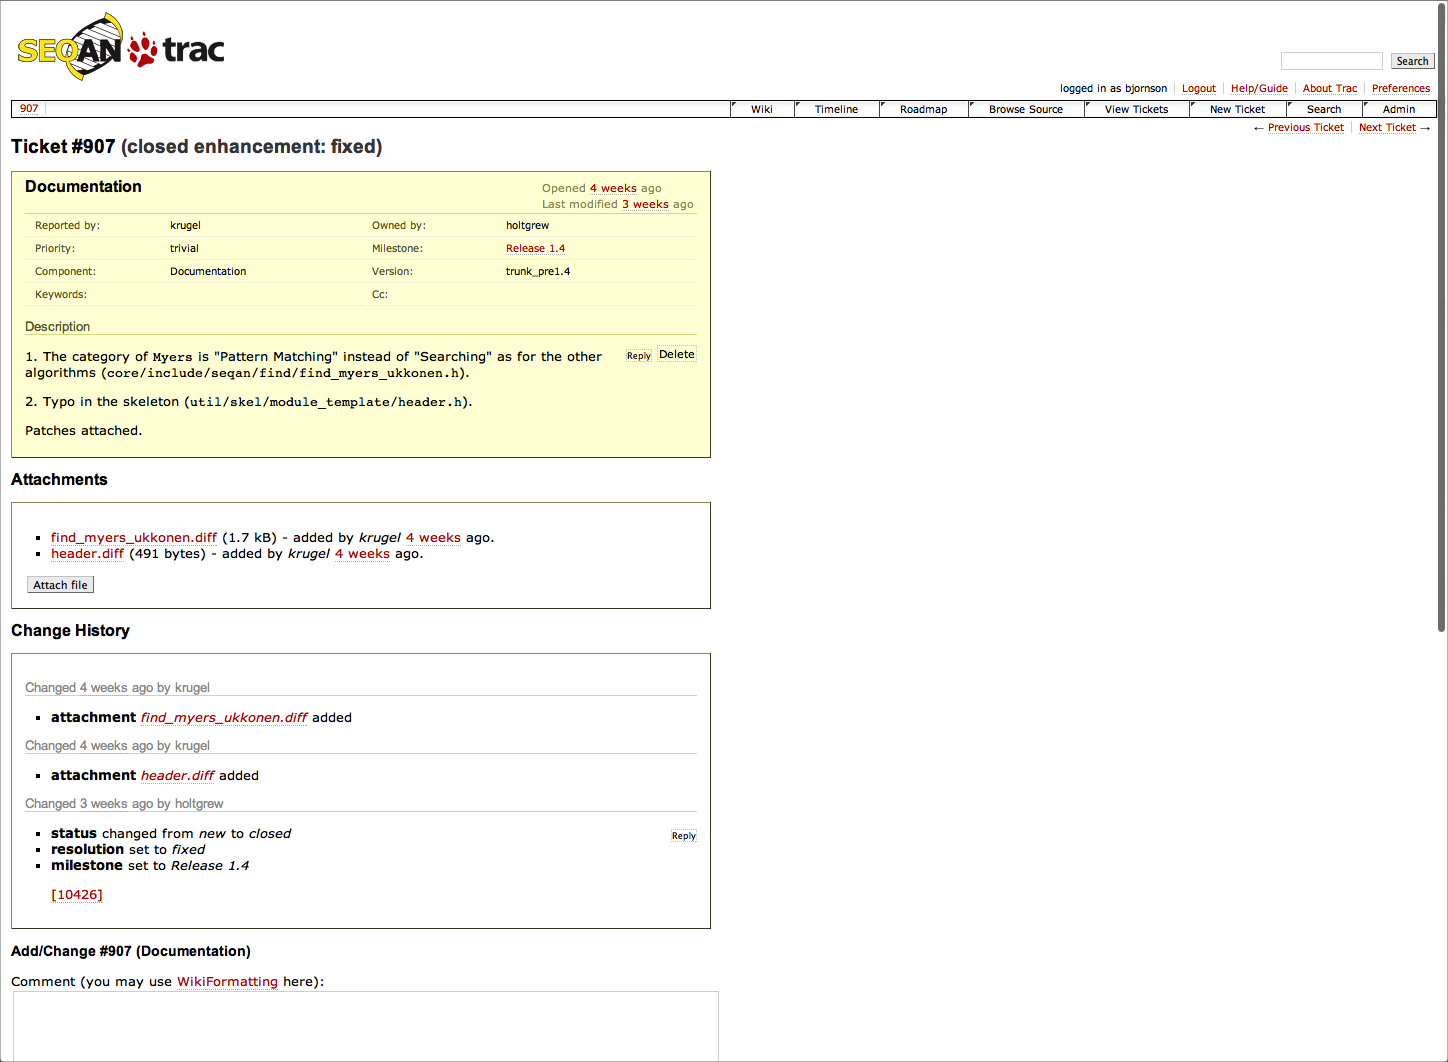 SEQAN trac
Search
logged in as bjornson Logout Help/Guide About Trac Preferences
907 Wiki Timeline Roadmap Browse Source View Tickets New Ticket Search Admin
← Previous Ticket Next Ticket →
Ticket #907 (closed enhancement: fixed)
Documentation
Opened 4 weeks ago
Last modified 3 weeks ago
Reported by: krugel Owned by: holtgrew
Priority: trivial Milestone: Release 1.4
Component: Documentation Version: trunk_pre1.4
Keywords: Cc:
Description
Reply Delete
1. The category of Myers is "Pattern Matching" instead of "Searching" as for the other
algorithms (core/include/seqan/find/find_myers_ukkonen.h).
2. Typo in the skeleton (util/skel/module_template/header.h).
Patches attached.
Attachments
find_myers_ukkonen.diff (1.7 kB) - added by krugel 4 weeks ago.
header.diff (491 bytes) - added by krugel 4 weeks ago.
Attach file
Change History
Changed 4 weeks ago by krugel
attachment find_myers_ukkonen.diff added
Changed 4 weeks ago by krugel
attachment header.diff added
Changed 3 weeks ago by holtgrew
Reply
status changed from new to closed
resolution set to fixed
milestone set to Release 1.4
[10426]
Add/Change #907 (Documentation)
Comment (you may use WikiFormatting here):